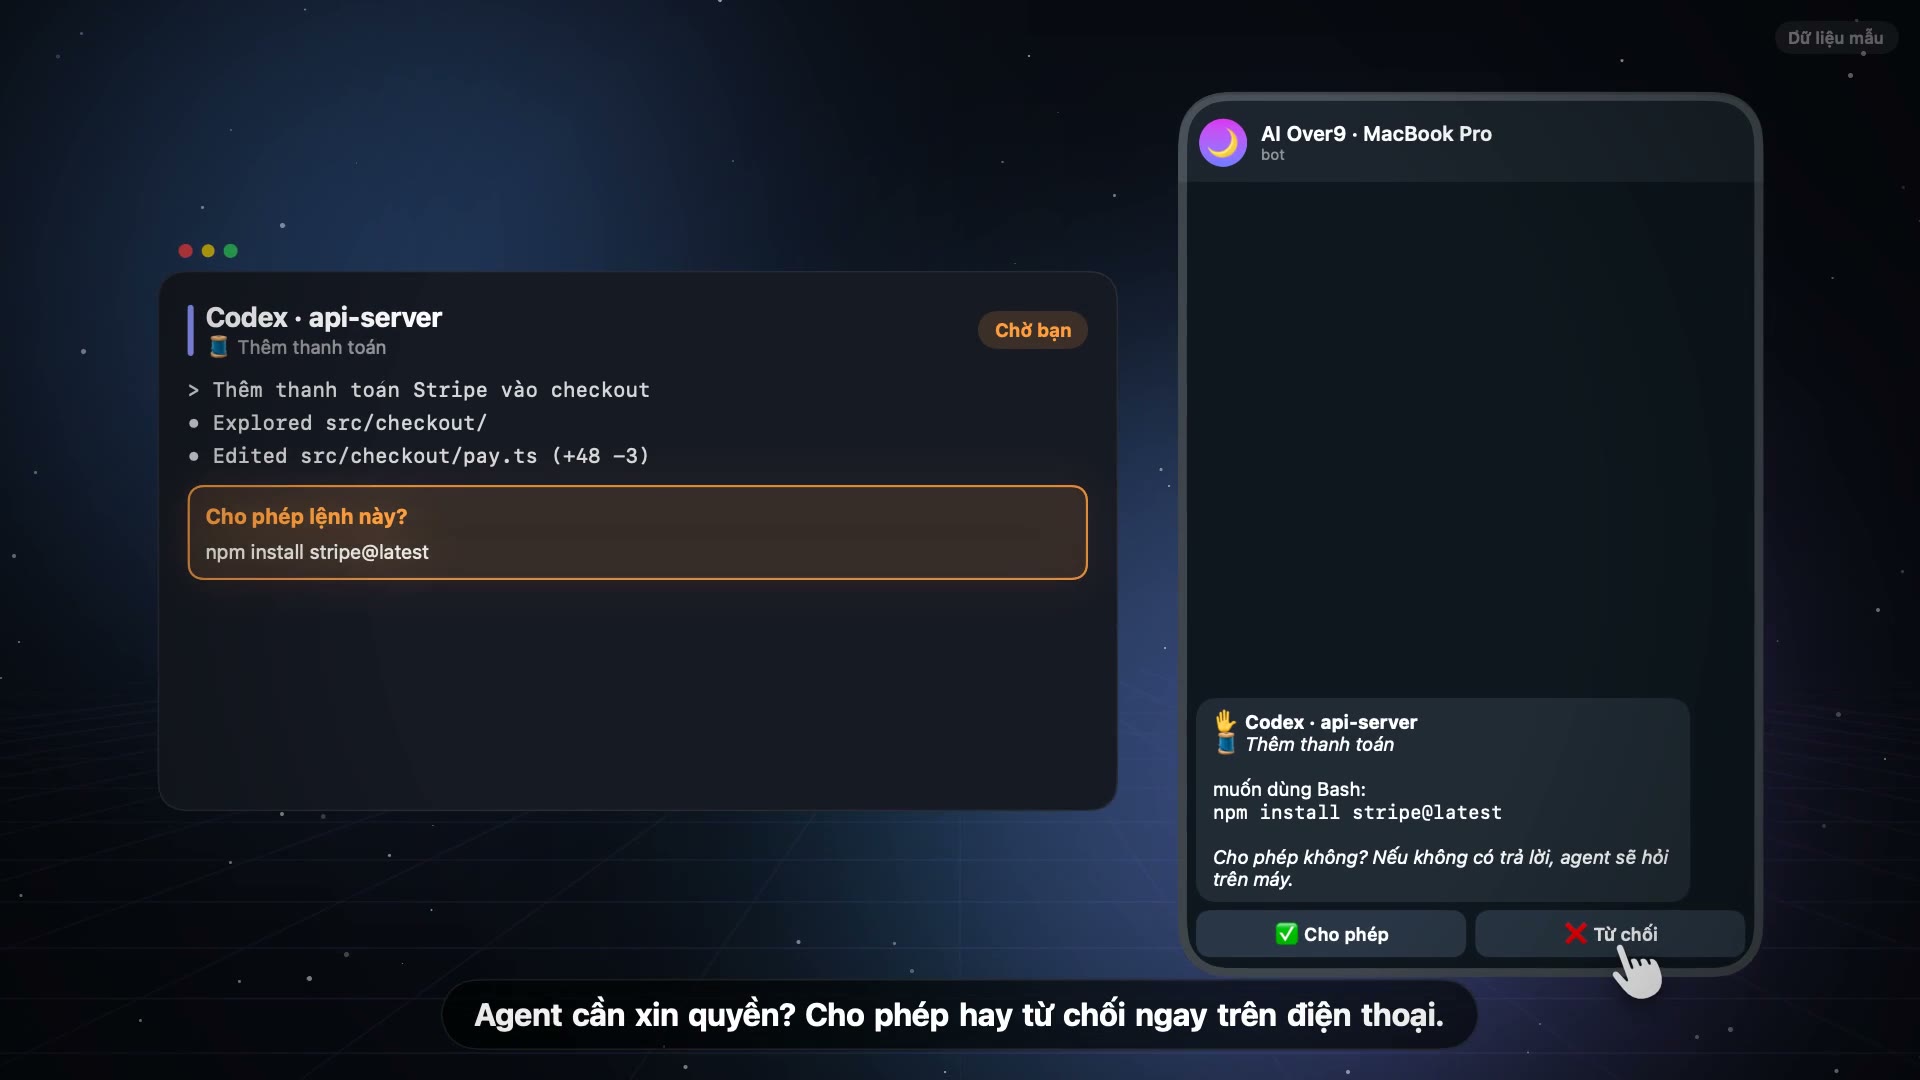 Dữ liệu mẫu
AI Over9 · MacBook Pro
bot
Codex · api-server
Thêm thanh toán
Chờ bạn
> Thêm thanh toán Stripe vào checkout
● Explored src/checkout/
● Edited src/checkout/pay.ts (+48 −3)
Cho phép lệnh này?
npm install stripe@latest
Codex · api-server
Thêm thanh toán
muốn dùng Bash:
npm install stripe@latest
Cho phép không? Nếu không có trả lời, agent sẽ hỏi
trên máy.
Cho phép
Từ chối
Agent cần xin quyền? Cho phép hay từ chối ngay trên điện thoại.